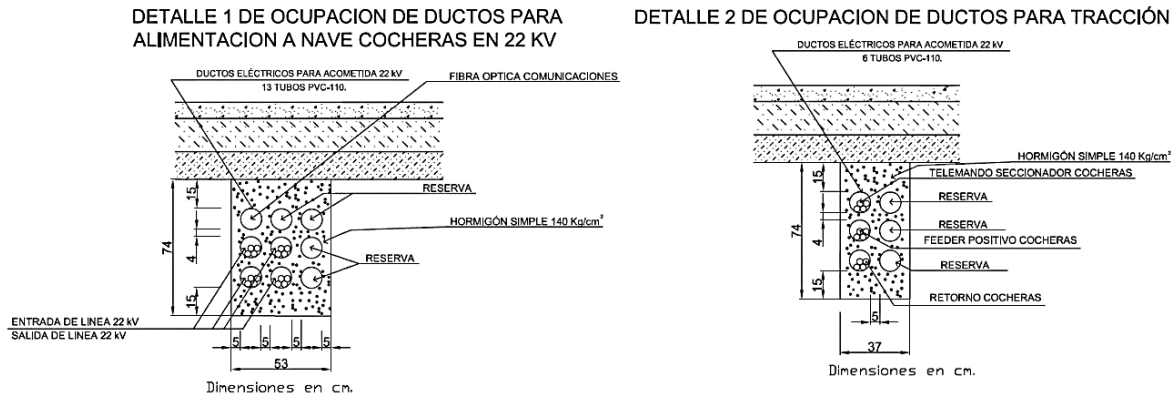 DETALLE 1 DE OCUPACION DE DUCTOS PARA
ALIMENTACION A NAVE COCHERAS EN 22 KV
DUCTOS ELÉCTRICOS PARA ACOMETIDA 22 kV
13 TUBOS PVC-110.
FIBRA OPTICA COMUNICACIONES
15
74
4
15
RESERVA
HORMIGÓN SIMPLE 140 Kg/cm²
RESERVA
ENTRADA DE LINEA 22 kV
SALIDA DE LINEA 22 kV
5 5 5 5
53
Dimensiones en cm.
DETALLE 2 DE OCUPACION DE DUCTOS PARA TRACCIÓN
DUCTOS ELÉCTRICOS PARA ACOMETIDA 22 kV
6 TUBOS PVC-110.
HORMIGÓN SIMPLE 140 Kg/cm²
TELEMANDO SECCIONADOR COCHERAS
15
74
4
15
RESERVA
RESERVA
FEEDER POSITIVO COCHERAS
RESERVA
RETORNO COCHERAS
5
37
Dimensiones en cm.